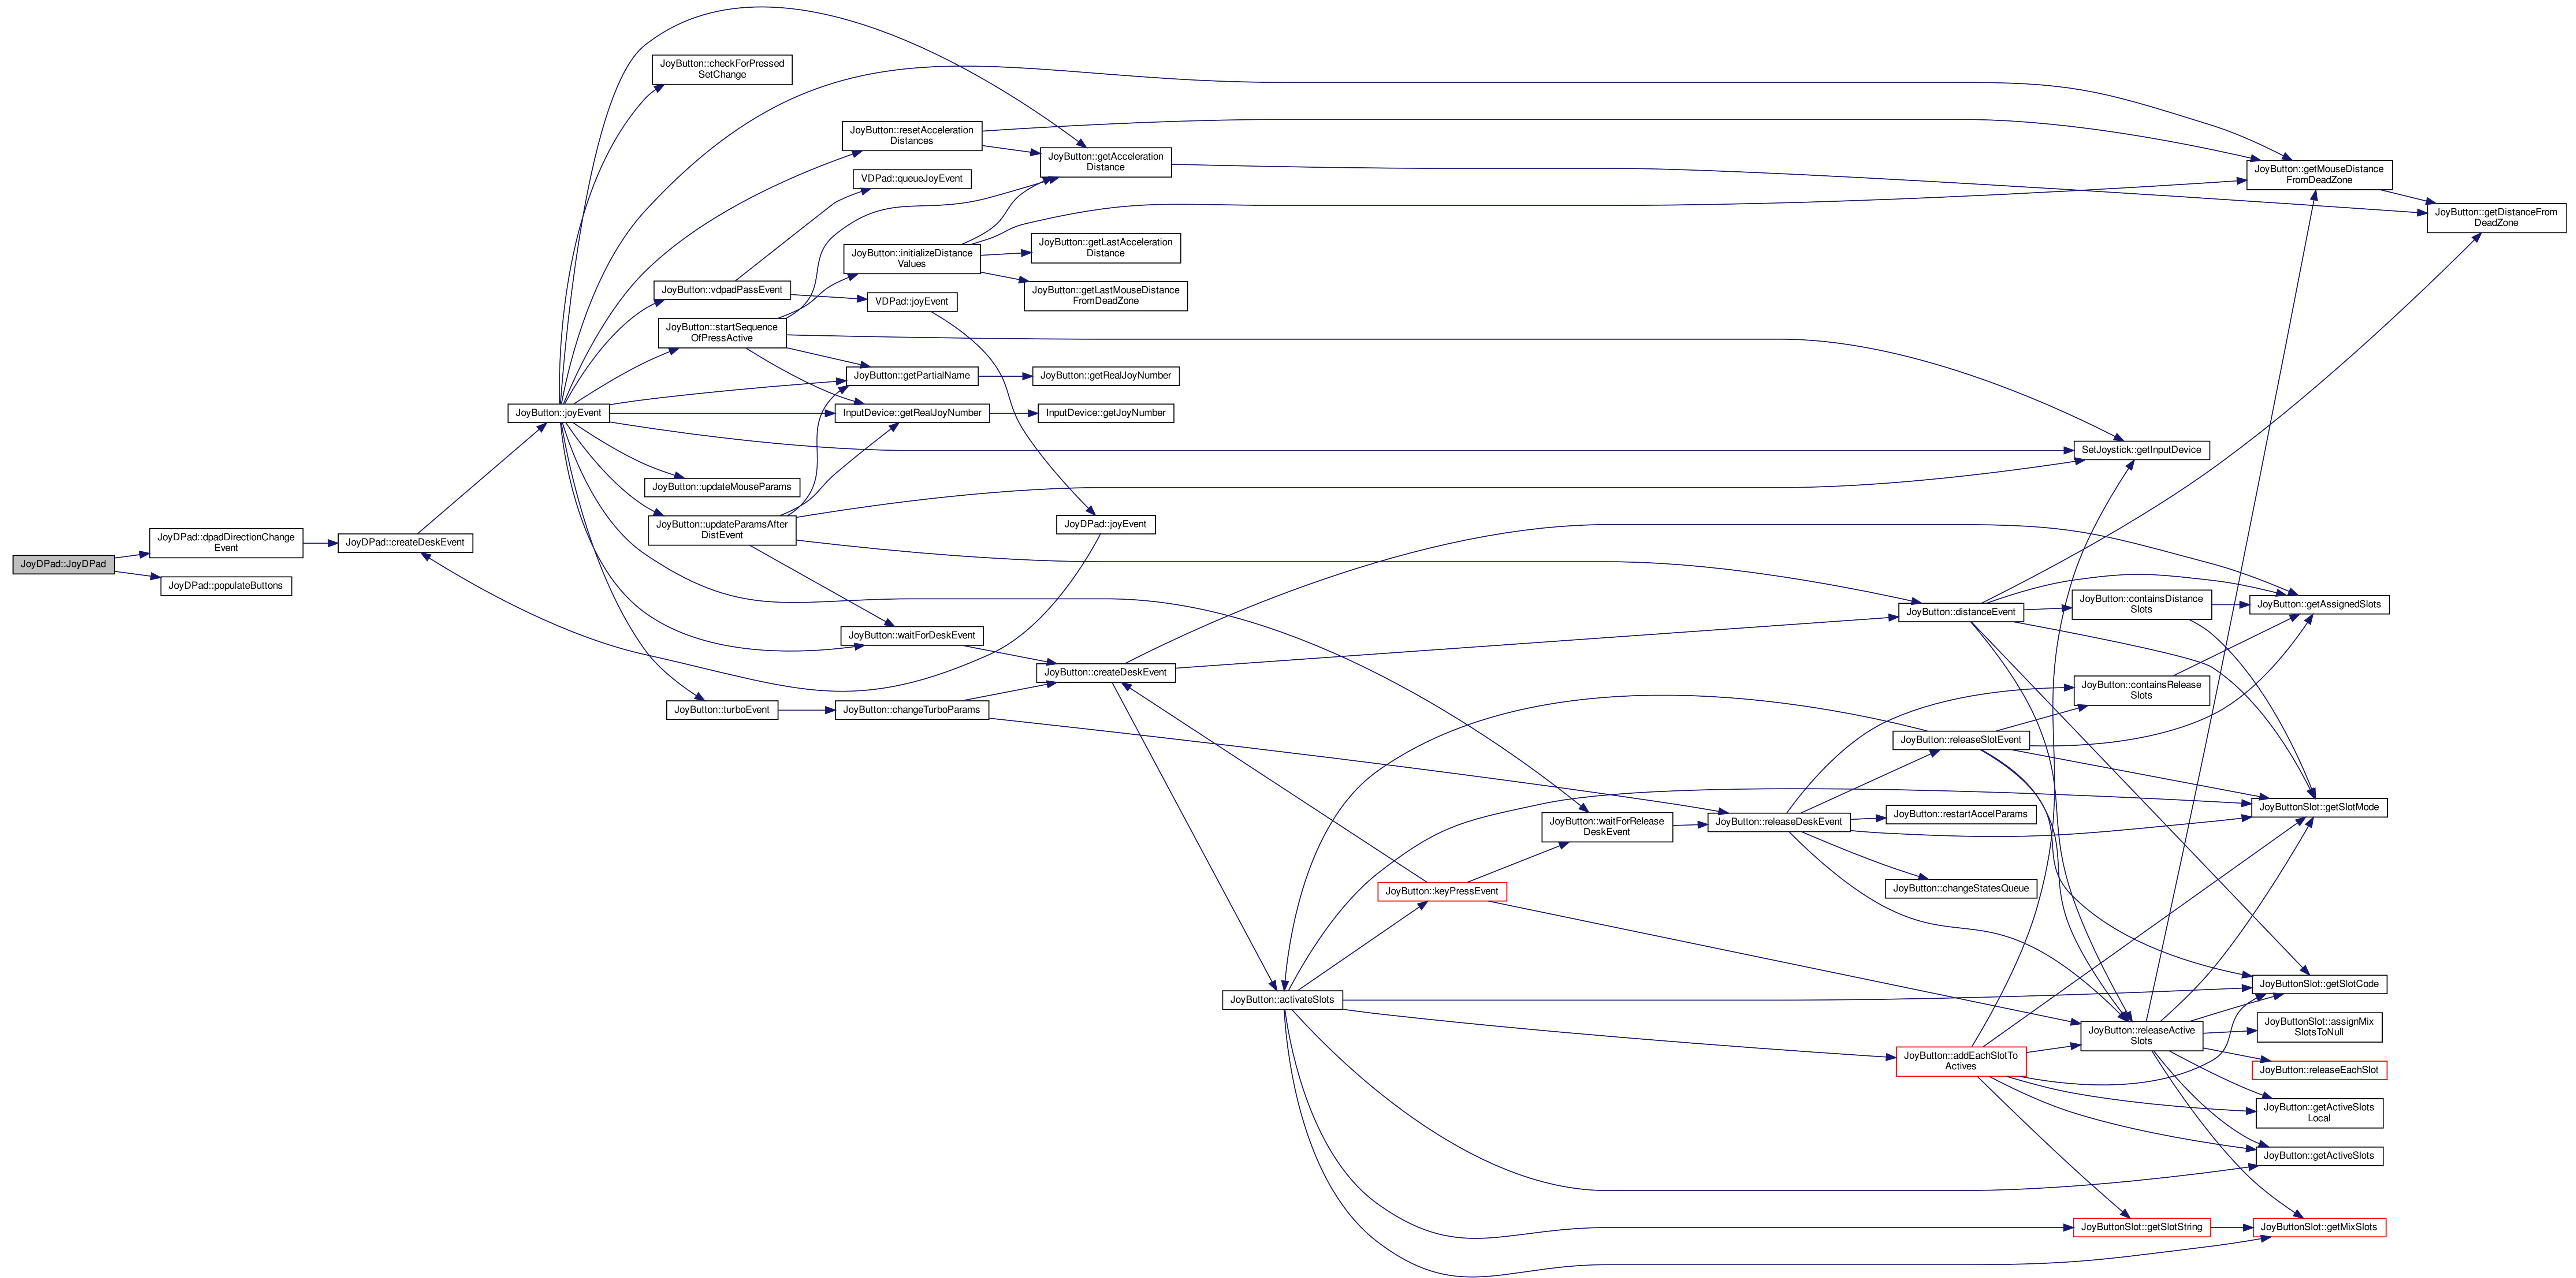 JoyDPad::JoyDPad
JoyDPad::dpadDirectionChange
Event
JoyDPad::populateButtons
JoyDPad::createDeskEvent
JoyButton::joyEvent
JoyButton::checkForPressed
SetChange
JoyButton::vdpadPassEvent
JoyButton::startSequence
OfPressActive
JoyButton::updateMouseParams
JoyButton::updateParamsAfter
DistEvent
JoyButton::turboEvent
JoyButton::resetAcceleration
Distances
VDPad::queueJoyEvent
JoyButton::initializeDistance
Values
VDPad::joyEvent
JoyButton::getPartialName
InputDevice::getRealJoyNumber
JoyButton::waitForDeskEvent
JoyButton::changeTurboParams
JoyButton::getAcceleration
Distance
JoyButton::getLastAcceleration
Distance
JoyButton::getLastMouseDistance
FromDeadZone
JoyButton::getRealJoyNumber
InputDevice::getJoyNumber
JoyDPad::joyEvent
JoyButton::createDeskEvent
JoyButton::activateSlots
JoyButton::keyPressEvent
JoyButton::waitForRelease
DeskEvent
JoyButton::releaseDeskEvent
JoyButton::distanceEvent
JoyButton::releaseSlotEvent
JoyButton::restartAccelParams
JoyButton::changeStatesQueue
JoyButton::addEachSlotTo
Actives
SetJoystick::getInputDevice
JoyButton::containsDistance
Slots
JoyButton::containsRelease
Slots
JoyButton::releaseActive
Slots
JoyButtonSlot::getSlotString
JoyButton::getMouseDistance
FromDeadZone
JoyButton::getDistanceFrom
DeadZone
JoyButton::getAssignedSlots
JoyButtonSlot::getSlotMode
JoyButtonSlot::getSlotCode
JoyButtonSlot::assignMix
SlotsToNull
JoyButton::releaseEachSlot
JoyButton::getActiveSlots
Local
JoyButton::getActiveSlots
JoyButtonSlot::getMixSlots